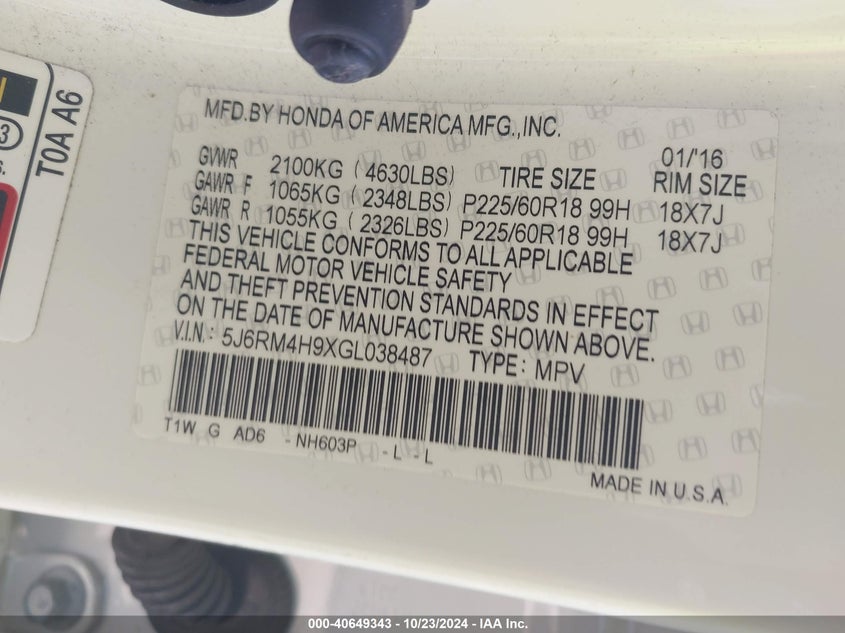 TOA A6
3
S.
MFD.BY HONDA OF AMERICA MFG.,INC.
01/'16
GVWR 2100KG ( 4630LBS) TIRE SIZE RIM SIZE
GAWR F 1065KG ( 2348LBS) P225/60R18 99H 18X7J
GAWR R 1055KG ( 2326LBS) P225/60R18 99H 18X7J
THIS VEHICLE CONFORMS TO ALL APPLICABLE
FEDERAL MOTOR VEHICLE SAFETY
AND THEFT PREVENTION STANDARDS IN EFFECT
ON THE DATE OF MANUFACTURE SHOWN ABOVE.
V.I.N.: 5J6RM4H9XGL038487 TYPE: MPV
T1W G AD6 -NH603P -L -L
MADE IN U.S.A.
000-40649343 - 10/23/2024 - IAA Inc.